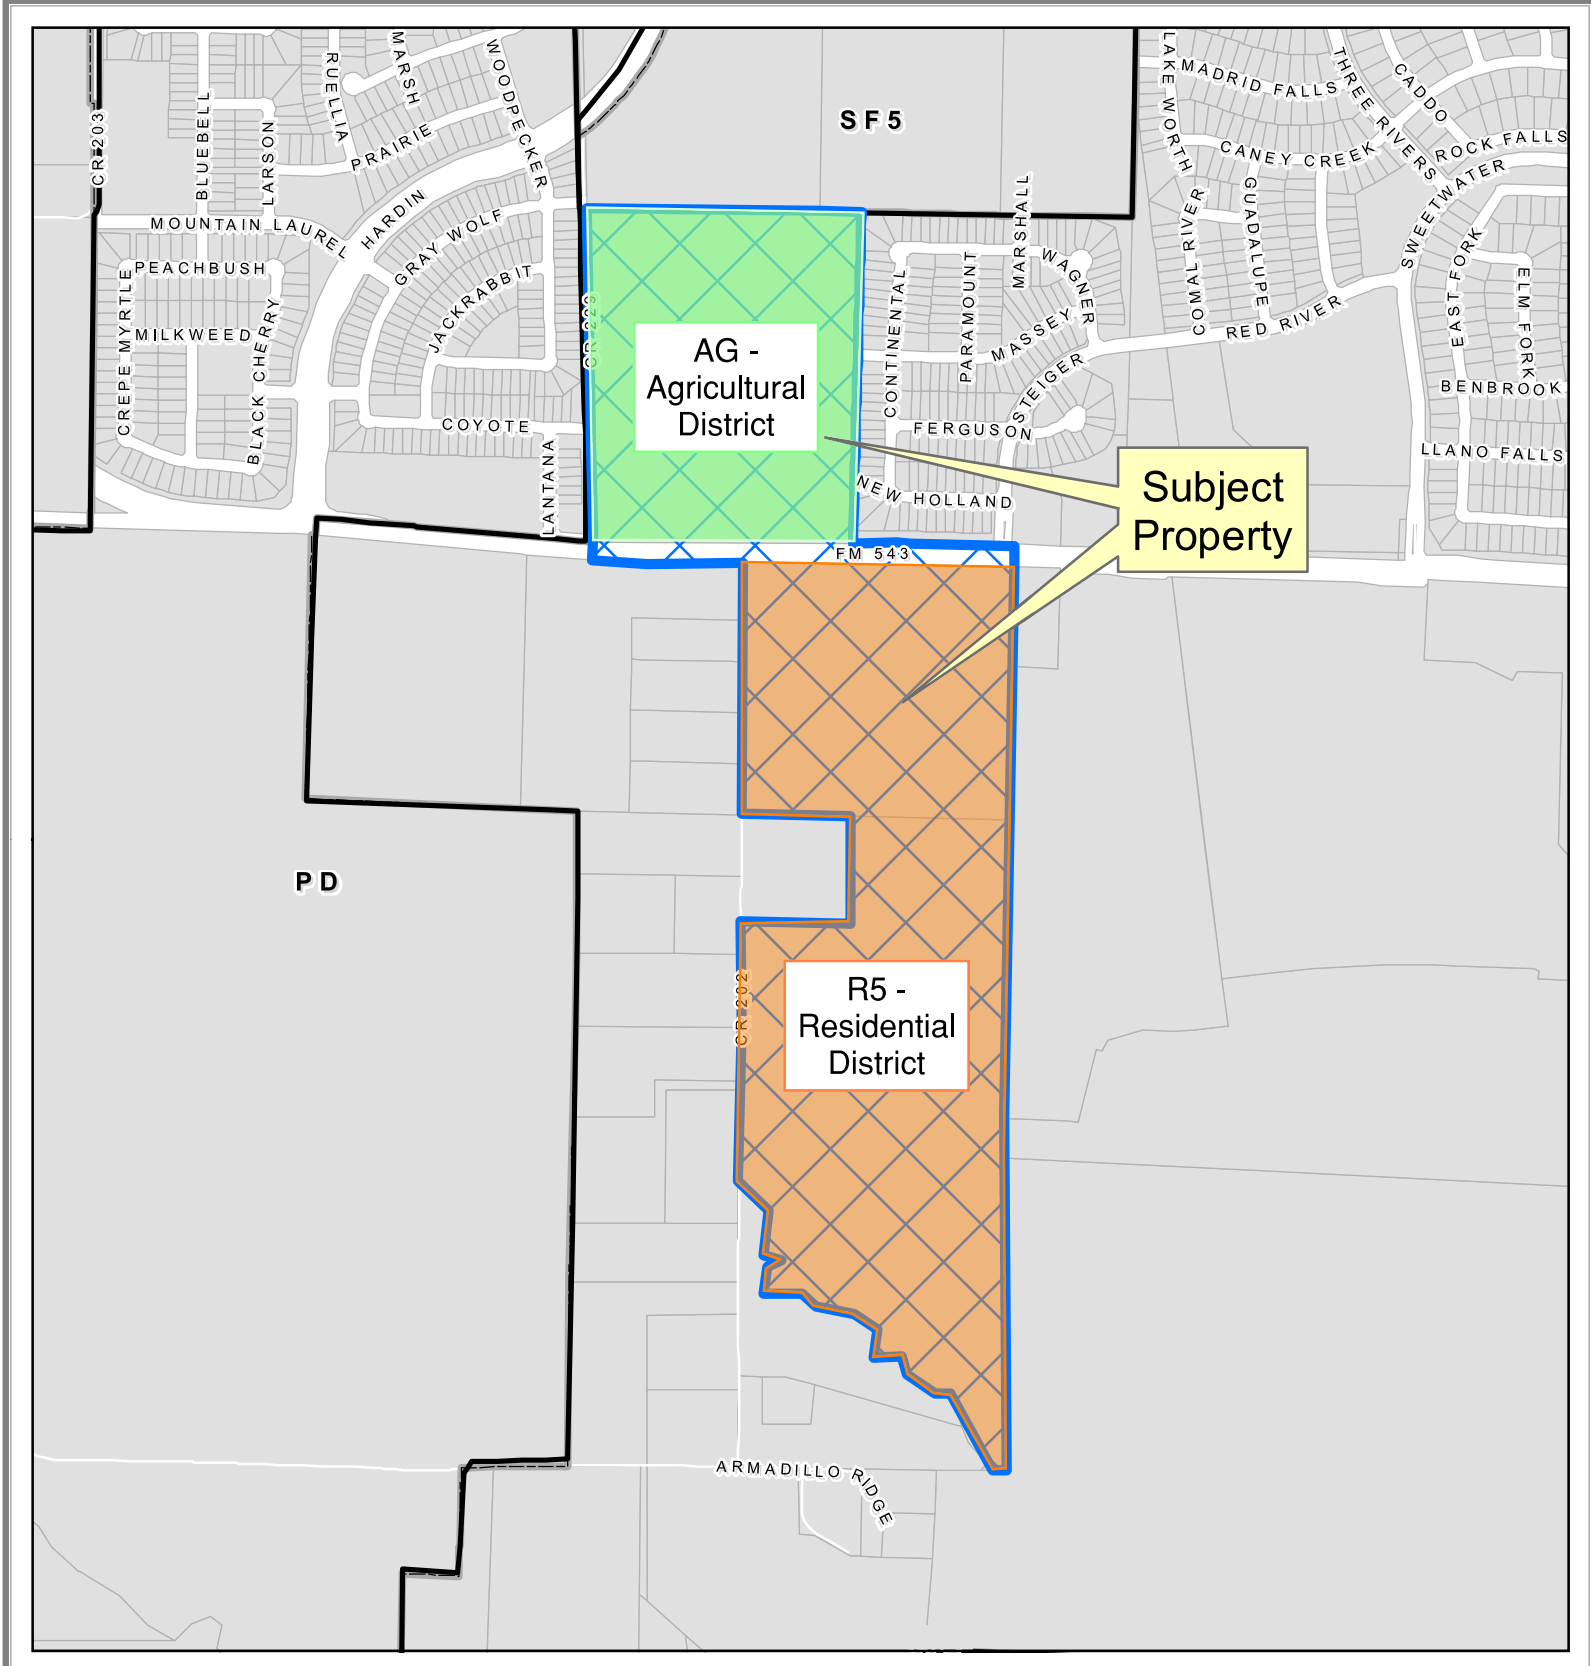 MARSH
WOODPECKER
RUELLIA
BLUEBELL
LARSON
PRAIRIE
CR 203
HARDIN
MOUNTAIN LAUREL
GRAY WOLF
PEACHBUSH
JACKRABBIT
CREPE MYRTLE
MILKWEED
BLACK CHERRY
COYOTE
LANTANA
CR 229
SF5
LAKE WORTH
MADRID FALLS
THREE RIVERS
CADDO
CANEY CREEK
ROCK FALLS
SWEETWATER
COMAL RIVER
GUADALUPE
RED RIVER
EAST FORK
ELM FORK
BENBROOK
LLANO FALLS
MARSHALL
WAGNER
PARAMOUNT
CONTINENTAL
MASSEY
STEIGER
FERGUSON
NEW HOLLAND
AG -
Agricultural
District
Subject
Property
FM 543
PD
CR 202
R5 -
Residential
District
ARMADILLO RIDGE